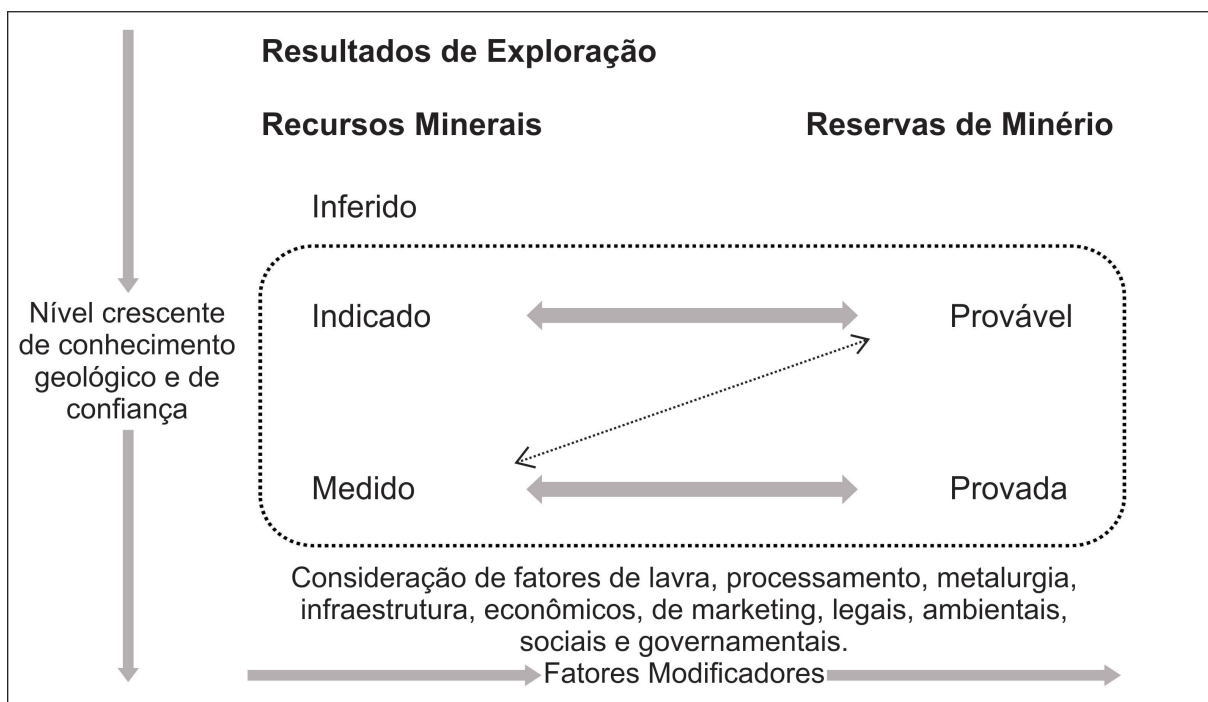 Resultados de Exploração
Recursos Minerais
Reservas de Minério
Inferido
Nível crescente
de conhecimento
geológico e de
confiança
Indicado
Provável
Medido
Provada
Consideração de fatores de lavra, processamento, metalurgia,
infraestrutura, econômicos, de marketing, legais, ambientais,
sociais e governamentais.
Fatores Modificadores